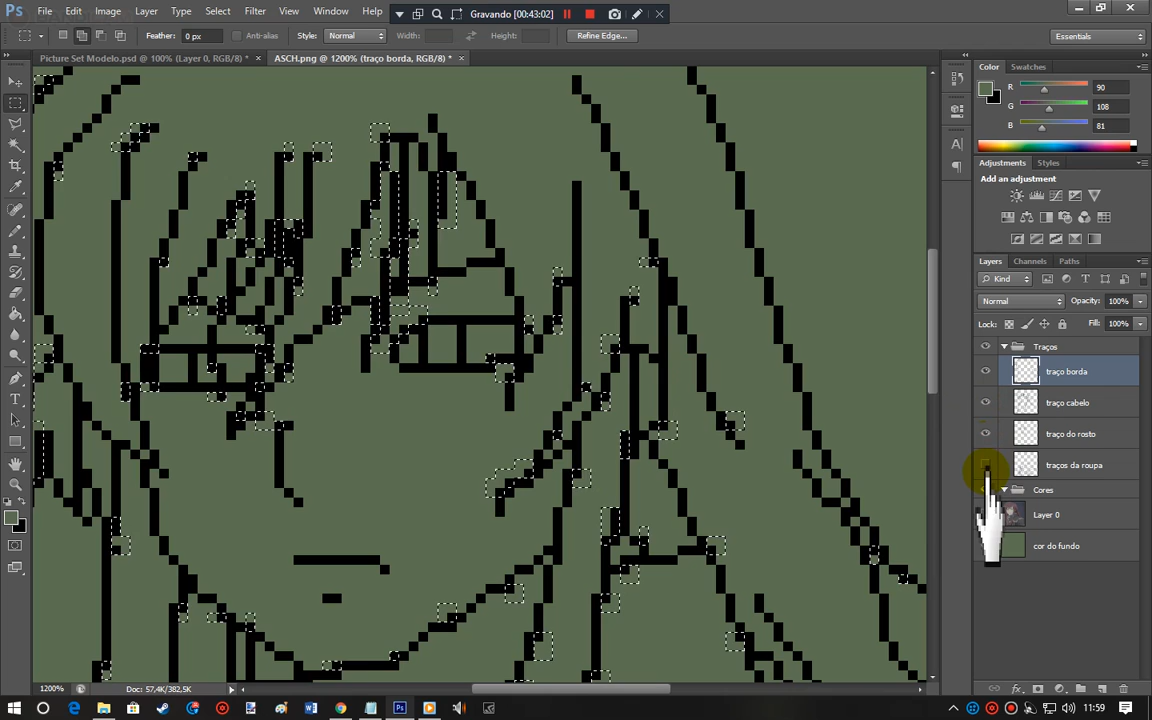 File Edit Image Layer Type Select Filter View Window Help
Gravando [00:43:02]
Feather: 0 px Anti-alias Style: Normal Width: Height: Refine Edge... Essentials
Picture Set Modelo.psd @ 100% (Layer 0, RGB/8) * × ASCH.png @ 1200% (traço borda, RGB/8) * ×
Color Swatches
R 90
G 108
B 81
Adjustments Styles
Add an adjustment
Layers Channels Paths
Kind
Normal Opacity: 100%
Lock: Fill: 100%
Traços
traço borda
traço cabelo
traço do rosto
traços da roupa
Cores
Layer 0
cor do fundo
1200% Doc: 57,4K/382,5K
11:59